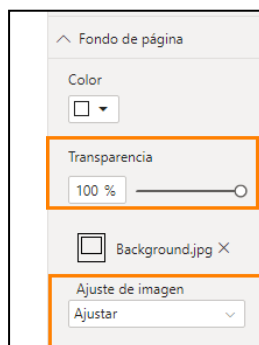 Fondo de página
Color
Transparencia
100 %
Background.jpg
Ajuste de imagen
Ajustar